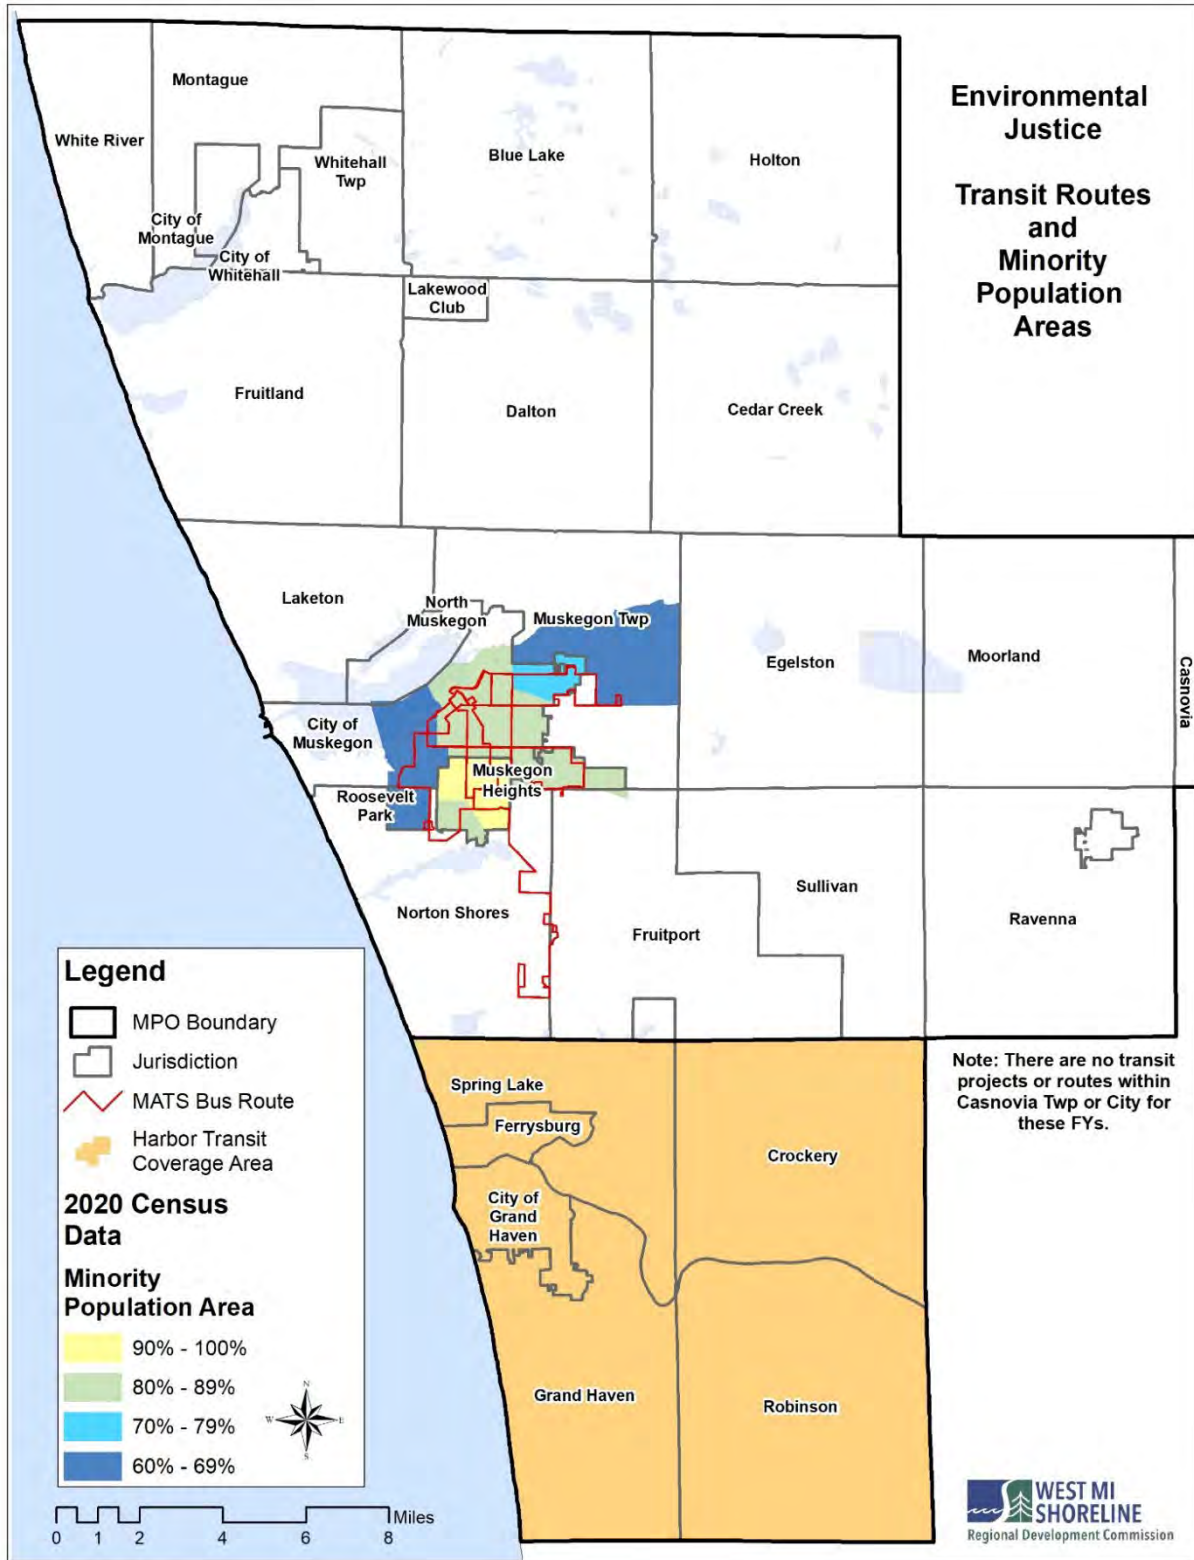 Environmental
Justice
Transit Routes
and
Minority
Population
Areas
Montague
White River
Whitehall
Twp
Blue Lake
Holton
City of
Montague
City of
Whitehall
Lakewood
Club
Fruitland
Dalton
Cedar Creek
Laketon
North
Muskegon
Muskegon Twp
Egelston
Moorland
Casnovia
City of
Muskegon
Muskegon
Heights
Roosevelt
Park
Norton Shores
Fruitport
Sullivan
Ravenna
Legend
MPO Boundary
Jurisdiction
MATS Bus Route
Harbor Transit
Coverage Area
2020 Census
Data
Minority
Population Area
90% - 100%
80% - 89%
70% - 79%
60% - 69%
N
W
E
S
Miles
0 1 2 4 6 8
Note: There are no transit
projects or routes within
Casnovia Twp or City for
these FYs.
Spring Lake
Ferrysburg
Crockery
City of
Grand
Haven
Grand Haven
Robinson
WEST MI
SHORELINE
Regional Development Commission